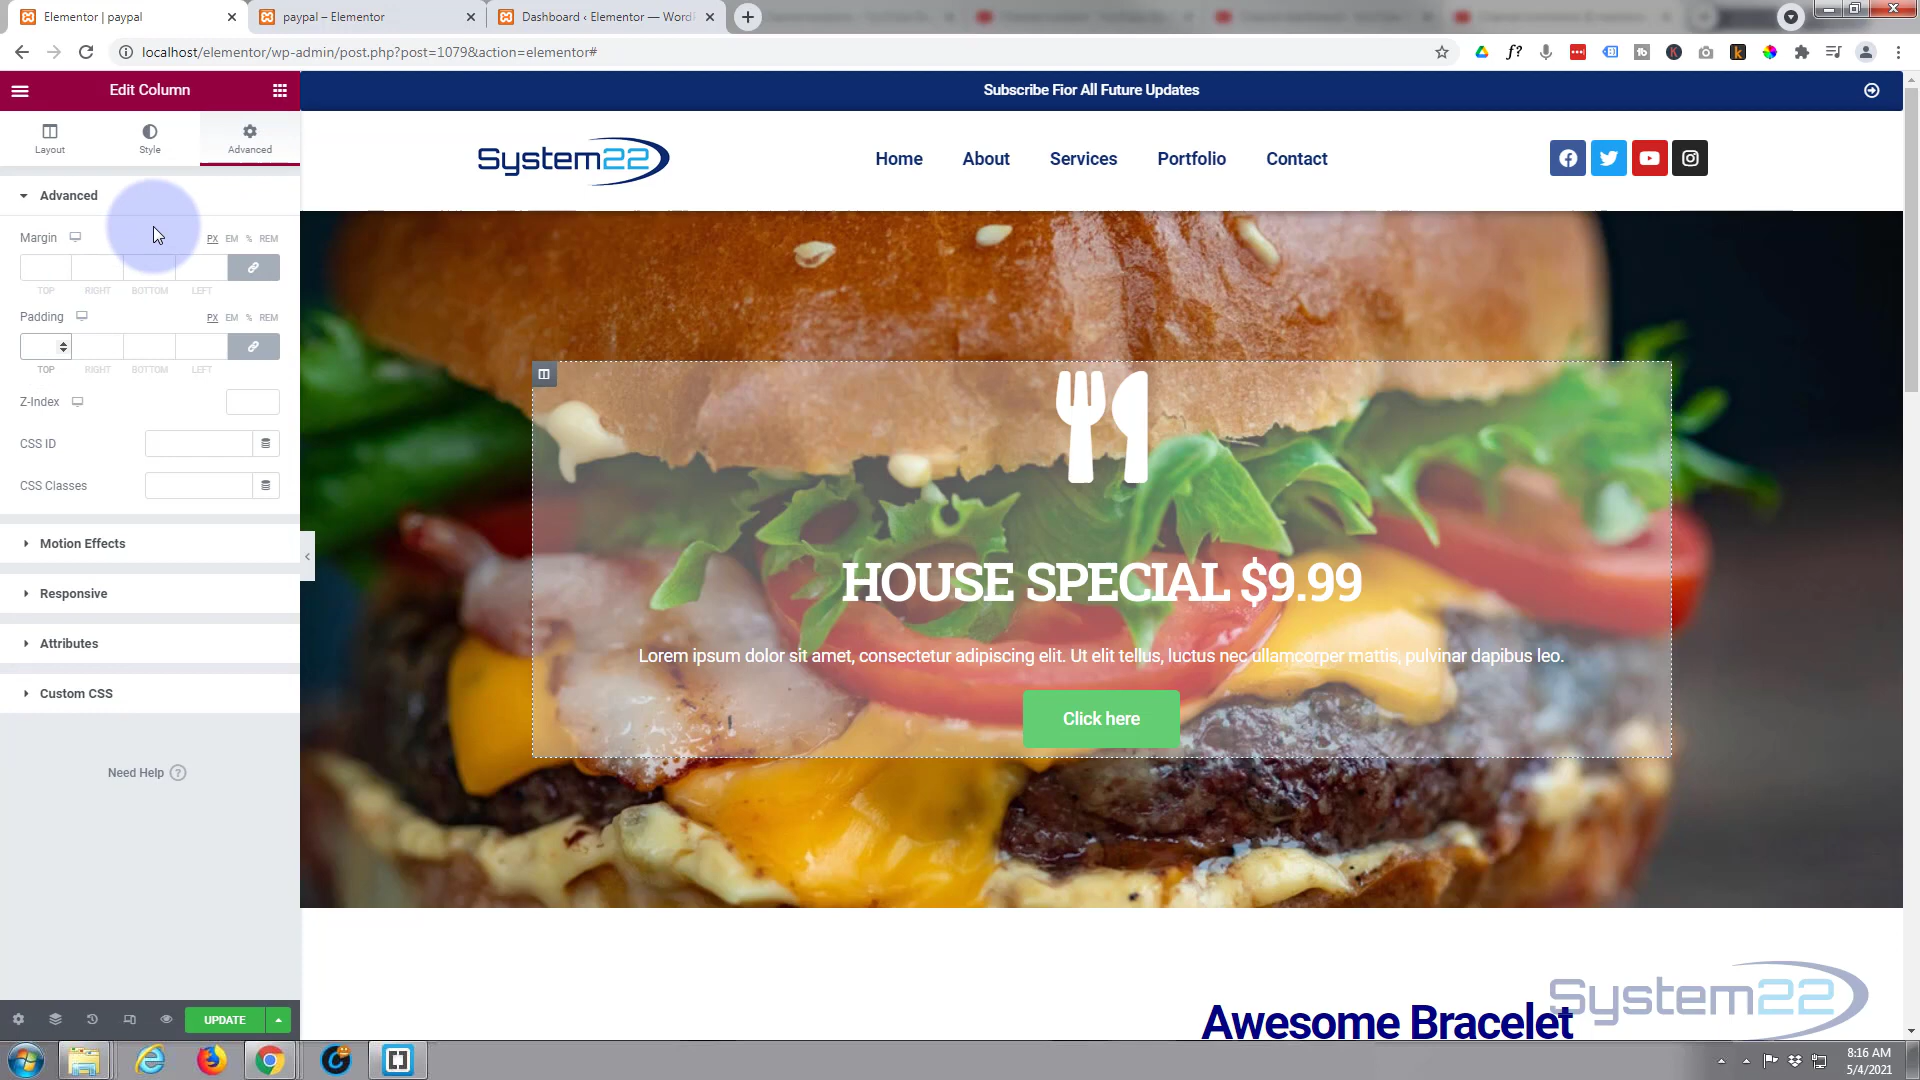 Elementor | paypal
paypal – Elementor
Dashboard ‹ Elementor — WordP
localhost/elementor/wp-admin/post.php?post=1079&action=elementor#
Edit Column
Layout
Style
Advanced
Advanced
Margin
PX EM % REM
TOP RIGHT BOTTOM LEFT
Padding
PX EM % REM
TOP RIGHT BOTTOM LEFT
Z-Index
CSS ID
CSS Classes
Motion Effects
Responsive
Attributes
Custom CSS
Need Help ?
UPDATE
Subscribe Fior All Future Updates
System22
Home About Services Portfolio Contact
HOUSE SPECIAL $9.99
Lorem ipsum dolor sit amet, consectetur adipiscing elit. Ut elit tellus, luctus nec ullamcorper mattis, pulvinar dapibus leo.
Click here
Awesome Bracelet
System22
8:16 AM
5/4/2021